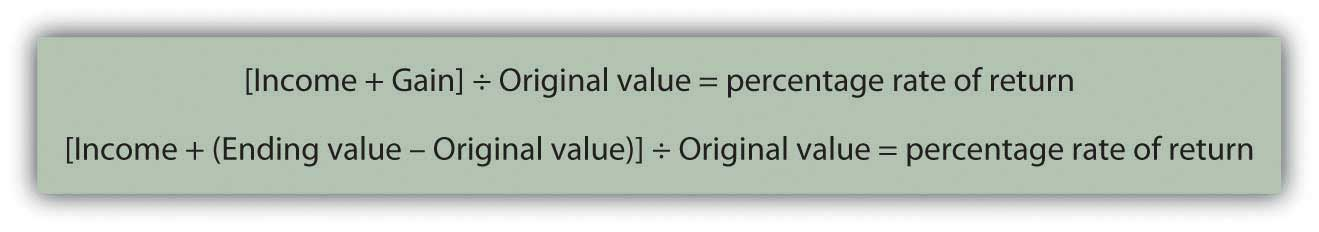 [Income + Gain] ÷ Original value = percentage rate of return
[Income + (Ending value – Original value)] ÷ Original value = percentage rate of return